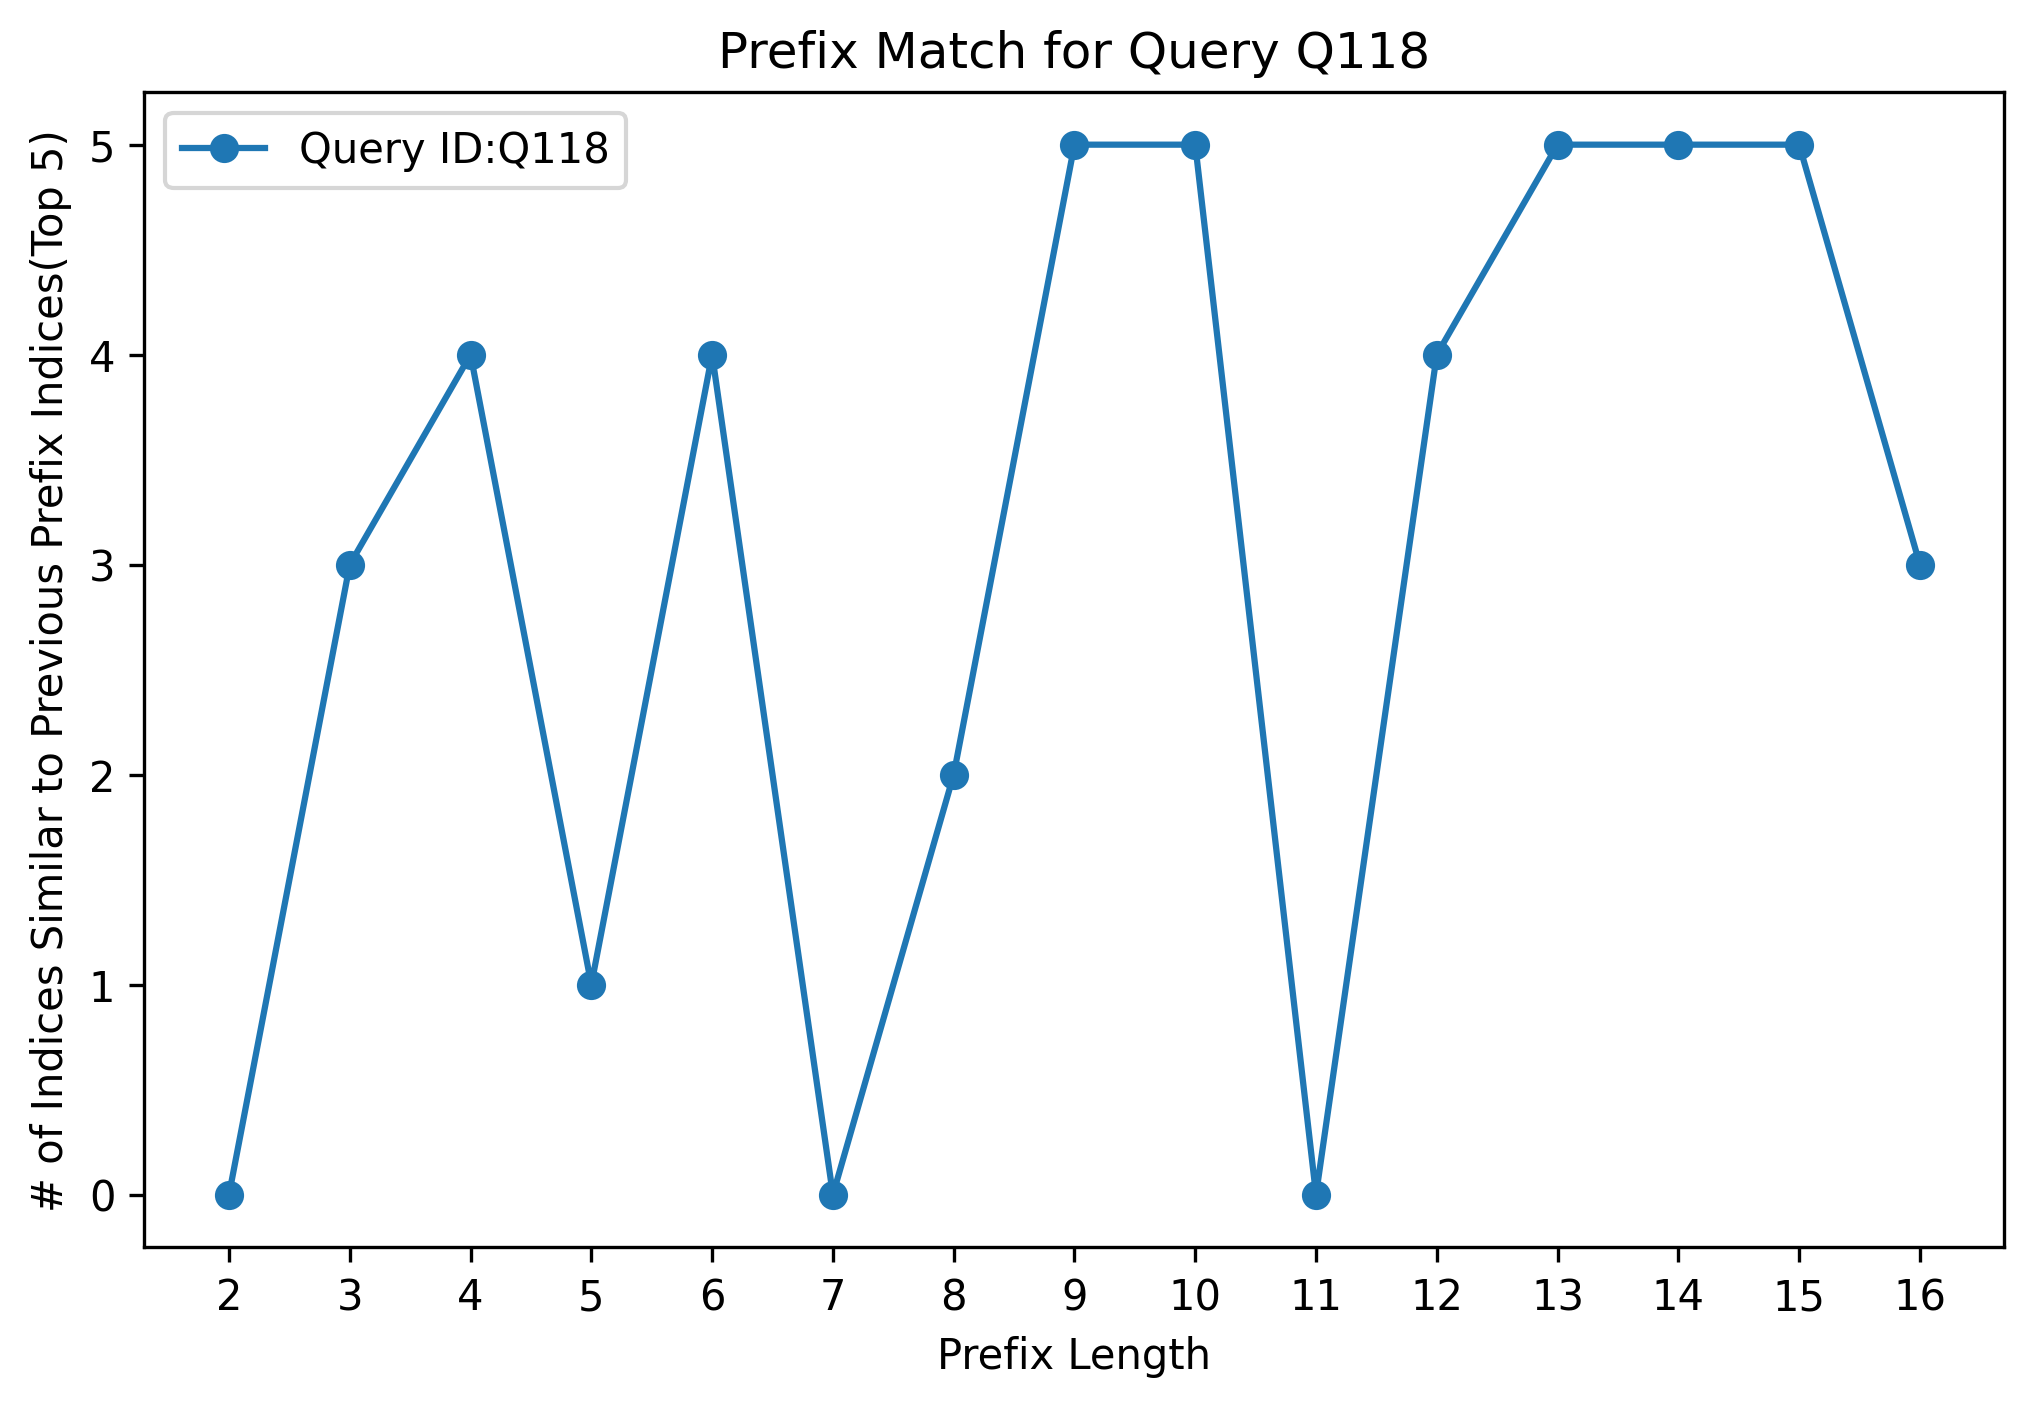 Prefix Match for Query Q118
Query ID:Q118
# of Indices Similar to Previous Prefix Indices(Top 5)
5
4
3
2
1
0
2 3 4 5 6 7 8 9 10 11 12 13 14 15 16
Prefix Length